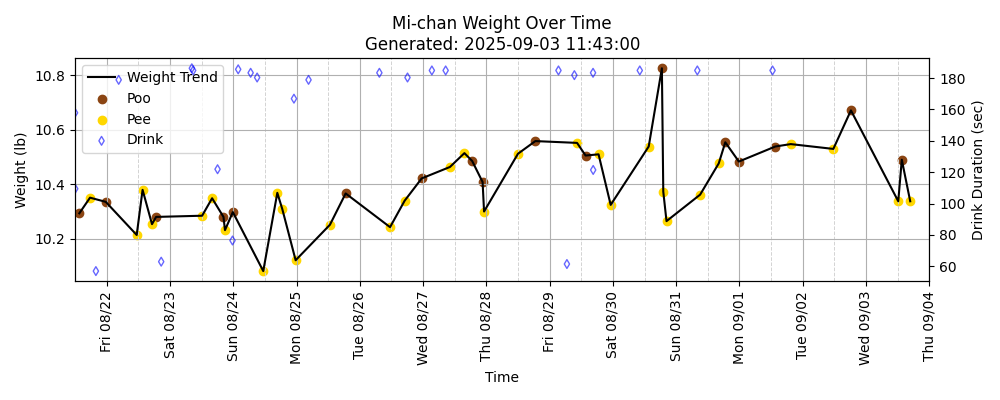 Mi-chan Weight Over Time
Generated: 2025-09-03 11:43:00
Weight (lb)
10.8
10.6
10.4
10.2
Weight Trend
Poo
Pee
Drink
180
160
140
120
100
80
60
Drink Duration (sec)
Fri 08/22
Sat 08/23
Sun 08/24
Mon 08/25
Tue 08/26
Wed 08/27
Thu 08/28
Fri 08/29
Sat 08/30
Sun 08/31
Mon 09/01
Tue 09/02
Wed 09/03
Thu 09/04
Time